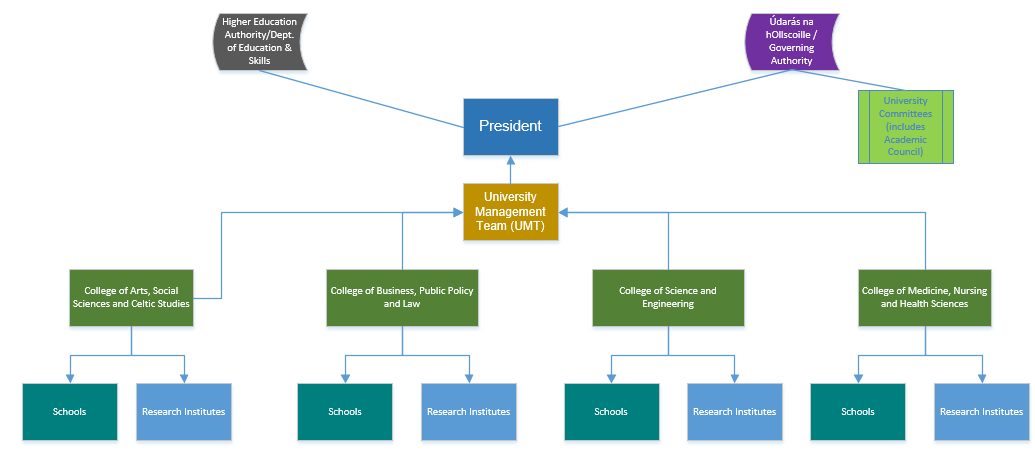 Higher Education
Authority/Dept.
of Education &
Skills
Údarás na
hOllscoille /
Governing
Authority
University
Committees
(includes
Academic
Council)
President
University
Management
Team (UMT)
College of Arts, Social
Sciences and Celtic Studies
College of Business, Public Policy
and Law
College of Science and
Engineering
College of Medicine, Nursing
and Health Sciences
Schools
Research Institutes
Schools
Research Institutes
Schools
Research Institutes
Schools
Research Institutes